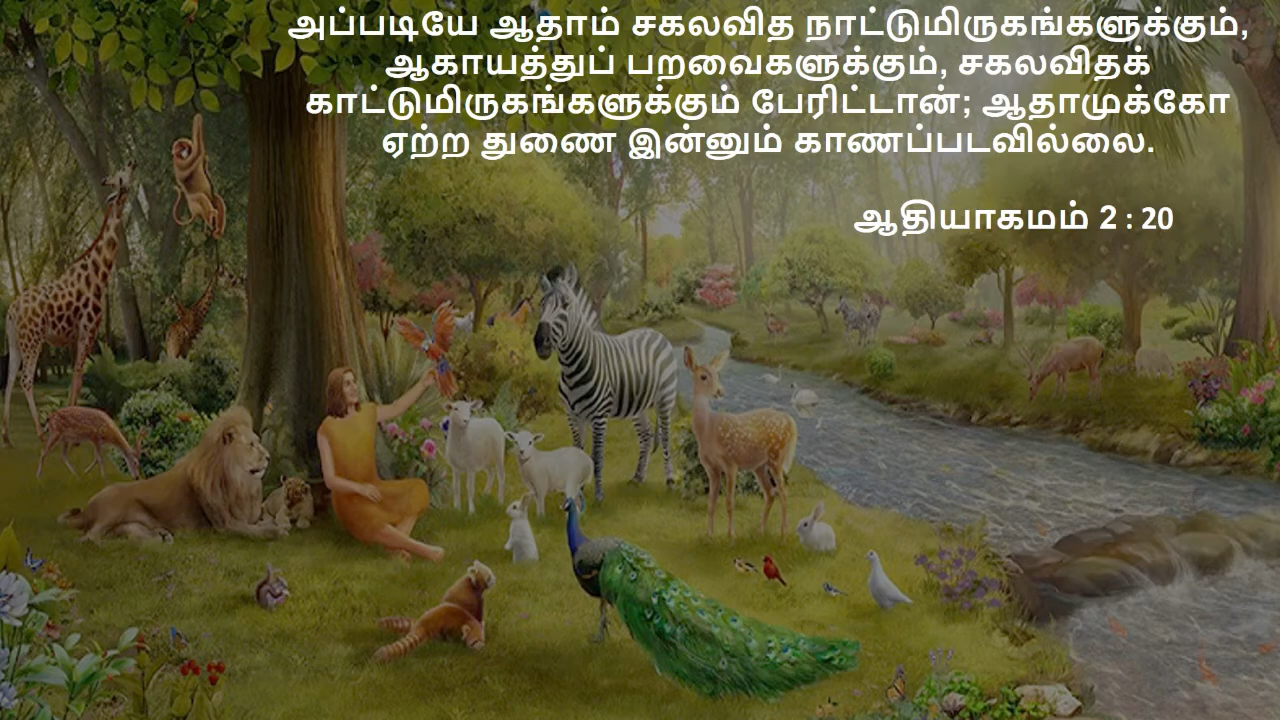 அப்படியே ஆதாம் சகலவித நாட்டுமிருகங்களுக்கும்,
ஆகாயத்துப் பறவைகளுக்கும், சகலவிதக்
காட்டுமிருகங்களுக்கும் பேரிட்டான்; ஆதாமுக்கோ
ஏற்ற துணை இன்னும் காணப்படவில்லை.
ஆதியாகமம் 2 : 20